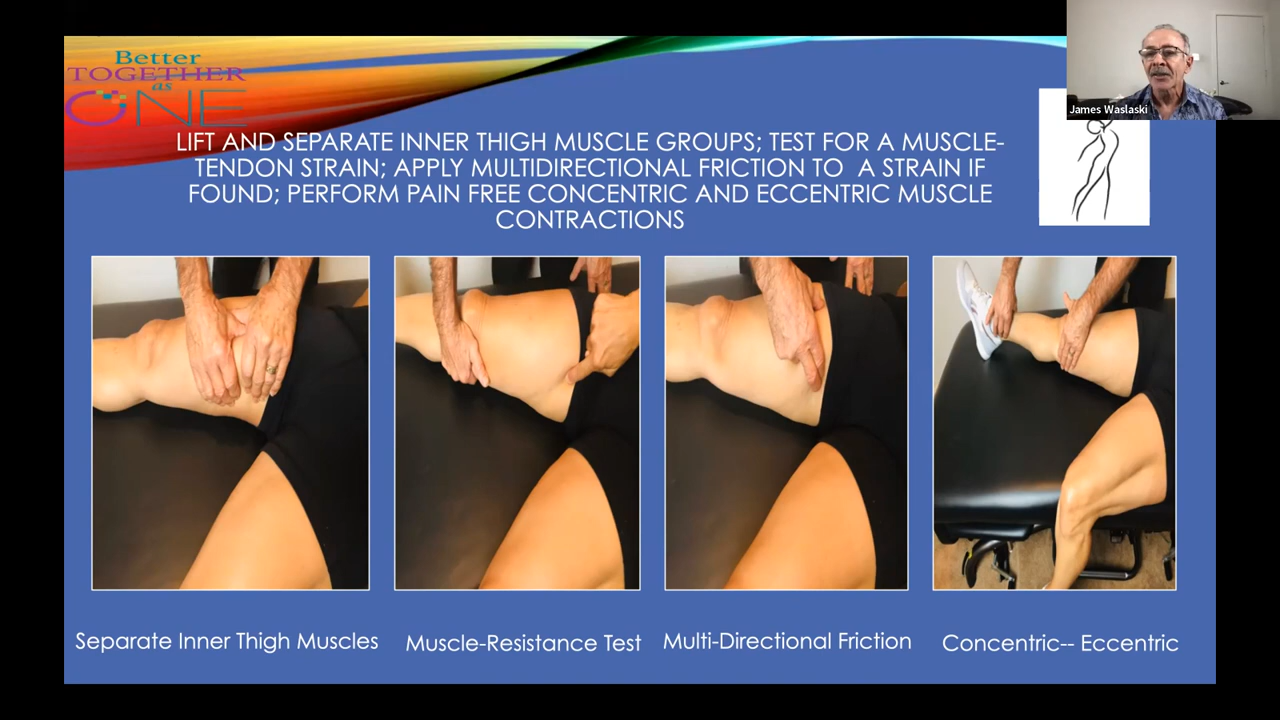 Better
TOGETHER
as
ONE
James Waslaski
LIFT AND SEPARATE INNER THIGH MUSCLE GROUPS; TEST FOR A MUSCLE-
TENDON STRAIN; APPLY MULTIDIRECTIONAL FRICTION TO A STRAIN IF
FOUND; PERFORM PAIN FREE CONCENTRIC AND ECCENTRIC MUSCLE
CONTRACTIONS
Separate Inner Thigh Muscles
Muscle-Resistance Test
Multi-Directional Friction
Concentric-- Eccentric